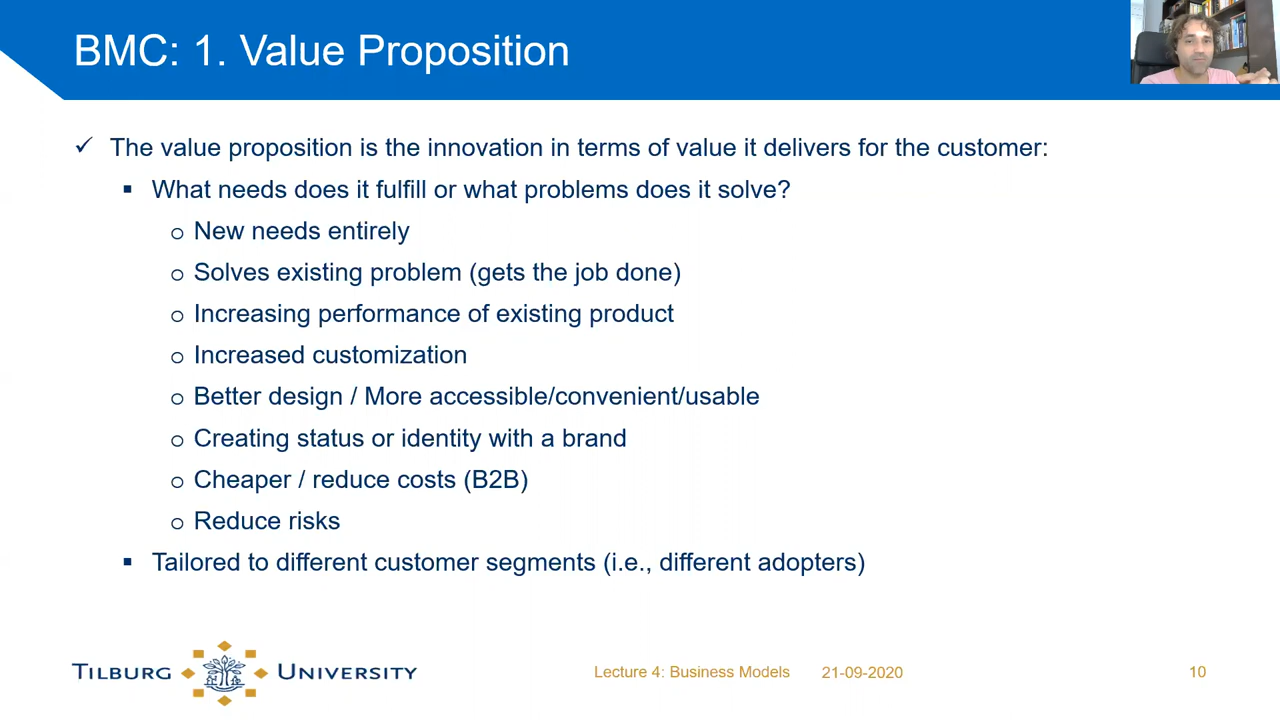 BMC: 1. Value Proposition
✓ The value proposition is the innovation in terms of value it delivers for the customer:
▪ What needs does it fulfill or what problems does it solve?
o New needs entirely
o Solves existing problem (gets the job done)
o Increasing performance of existing product
o Increased customization
o Better design / More accessible/convenient/usable
o Creating status or identity with a brand
o Cheaper / reduce costs (B2B)
o Reduce risks
▪ Tailored to different customer segments (i.e., different adopters)
TILBURG UNIVERSITY
Lecture 4: Business Models 21-09-2020 10